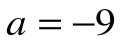 a = −9